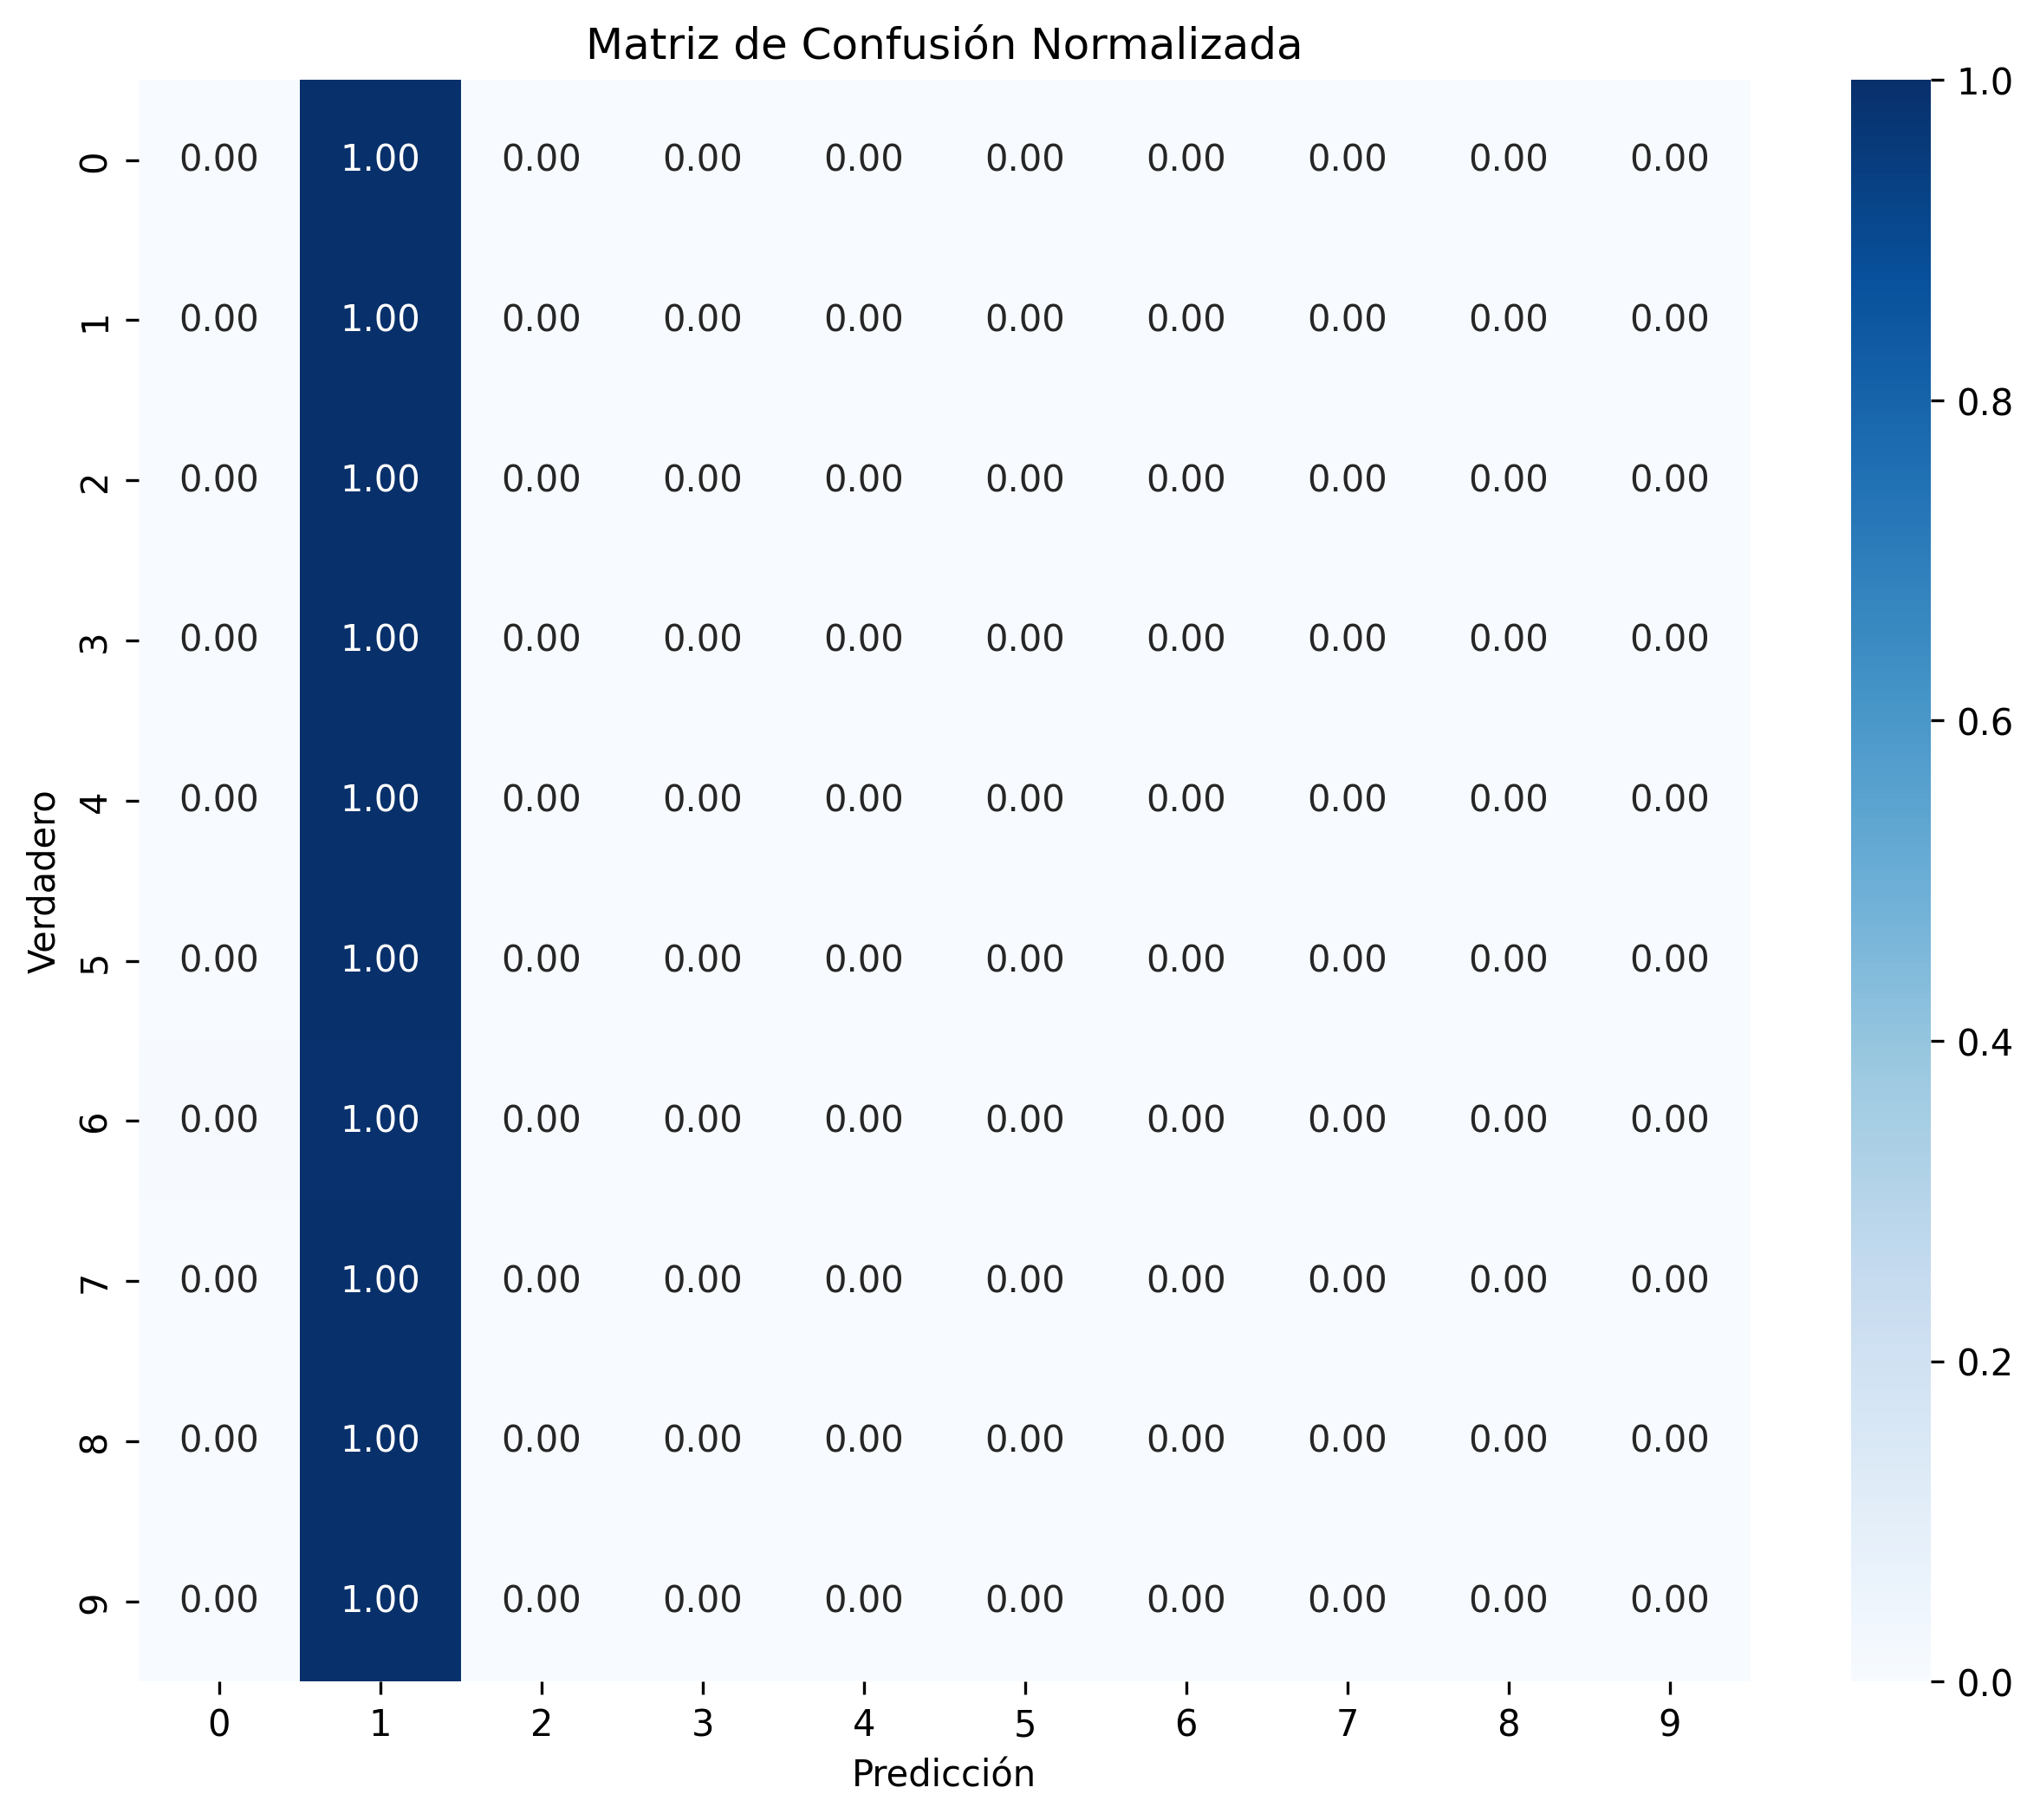 Matriz de Confusión Normalizada
Verdadero
0 0.00 1.00 0.00 0.00 0.00 0.00 0.00 0.00 0.00 0.00
1 0.00 1.00 0.00 0.00 0.00 0.00 0.00 0.00 0.00 0.00
2 0.00 1.00 0.00 0.00 0.00 0.00 0.00 0.00 0.00 0.00
3 0.00 1.00 0.00 0.00 0.00 0.00 0.00 0.00 0.00 0.00
4 0.00 1.00 0.00 0.00 0.00 0.00 0.00 0.00 0.00 0.00
5 0.00 1.00 0.00 0.00 0.00 0.00 0.00 0.00 0.00 0.00
6 0.00 1.00 0.00 0.00 0.00 0.00 0.00 0.00 0.00 0.00
7 0.00 1.00 0.00 0.00 0.00 0.00 0.00 0.00 0.00 0.00
8 0.00 1.00 0.00 0.00 0.00 0.00 0.00 0.00 0.00 0.00
9 0.00 1.00 0.00 0.00 0.00 0.00 0.00 0.00 0.00 0.00
0 1 2 3 4 5 6 7 8 9
Predicción
1.0
0.8
0.6
0.4
0.2
0.0